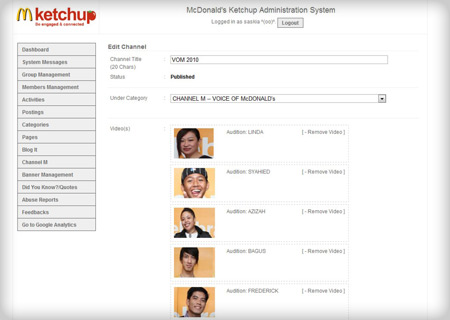 McDonald's Ketchup Administration System
ketchup
Be engaged & connected
Logged in as aasna "(oo)" Logout
Dashboard
System Messages
Group Management
Members Management
Activities
Postings
Categories
Pages
Blog It
Channel M
Banner Management
Did You Know?/Quotes
Abuse Reports
Feedbacks
Go to Google Analytics
Edit Channel
Channel Title : VOM 2010
(20 Chars)
Status : Published
Under Category : CHANNEL M – VOICE OF McDONALD's
Video(s) :
Audition: LINDA [ - Remove Video ]
Audition: SYAHIED [ - Remove Video ]
Audition: AZIZAH [ - Remove Video ]
Audition: BAGUS [ - Remove Video ]
Audition: FREDERICK [ - Remove Video ]